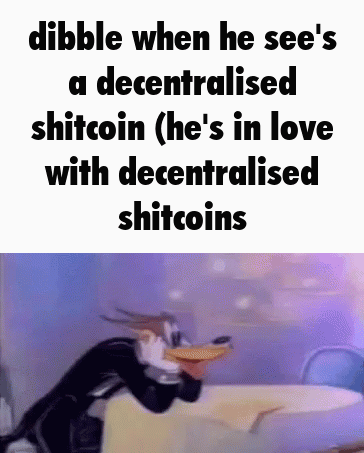 dibble when he see's
a decentralised
shitcoin (he's in love
with decentralised
shitcoins